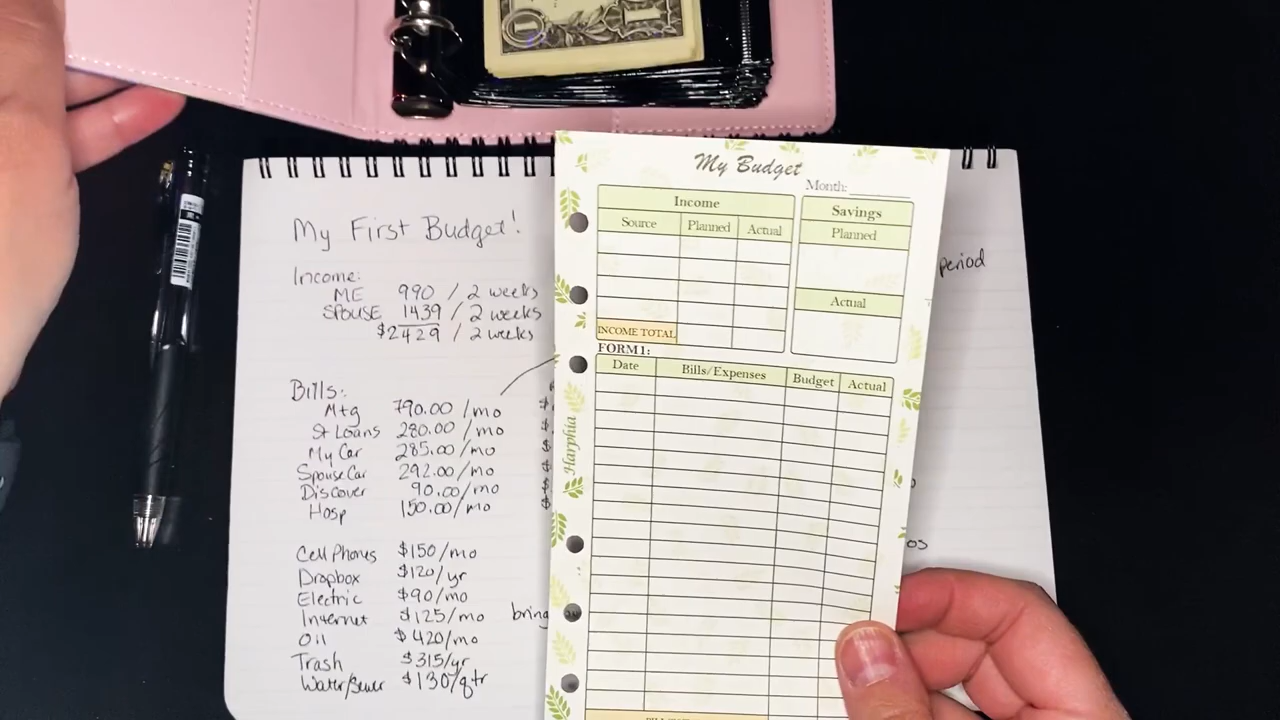 My First Budget!
Income:
ME 990 / 2 weeks
SPOUSE 1439 / 2 weeks
$2429 / 2 weeks
Bills:
Mtg 790.00 /mo
St Loans 280.00 /mo
My Car 285.00/mo
Spouse Car 292.00/mo
Discover 90.00/mo
Hosp 150.00/mo
Cell Phones $150/mo
Dropbox $120/yr
Electric $90/mo
Internet $125/mo bring
Oil $420/mo
Trash $315/yr
Water/Sewer $130/qtr
period
os
My Budget
Month:
Income
Source Planned Actual
INCOME TOTAL
Savings
Planned
Actual
FORM1:
Date Bills/Expenses Budget Actual
Harphia